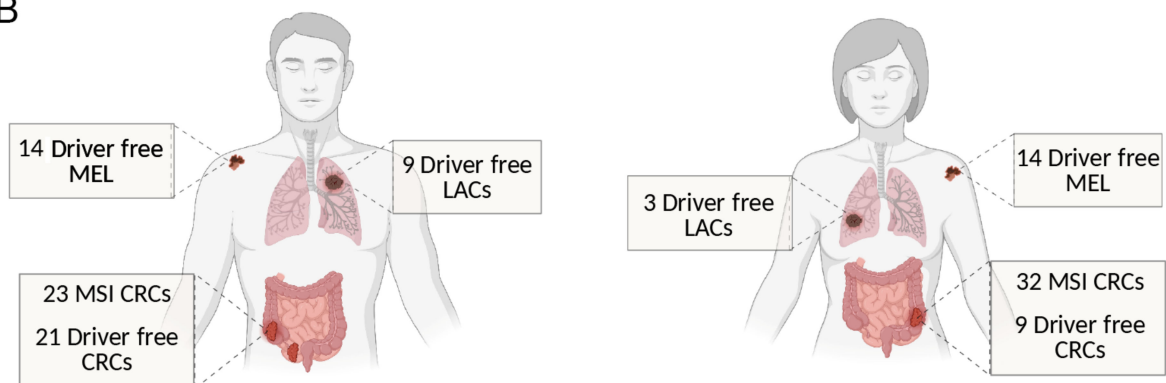 B
14 Driver free
MEL
9 Driver free
LACs
23 MSI CRCs
21 Driver free
CRCs
3 Driver free
LACs
14 Driver free
MEL
32 MSI CRCs
9 Driver free
CRCs